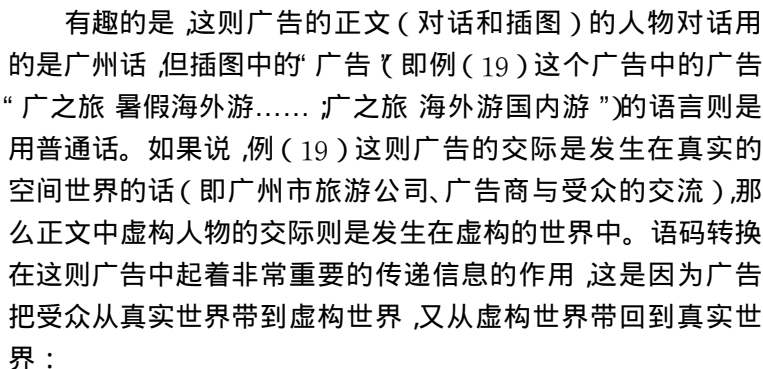 有趣的是,这则广告的正文(对话和插图)的人物对话用
的是广州话,但插图中的“广告”(即例(19)这个广告中的广告
“广之旅 暑假海外游……;广之旅 海外游国内游”)的语言则是
用普通话。如果说,例(19)这则广告的交际是发生在真实的
空间世界的话(即广州市旅游公司、广告商与受众的交流),那
么正文中虚构人物的交际则是发生在虚构的世界中。语码转换
在这则广告中起着非常重要的传递信息的作用,这是因为广告
把受众从真实世界带到虚构世界,又从虚构世界带回到真实世
界: